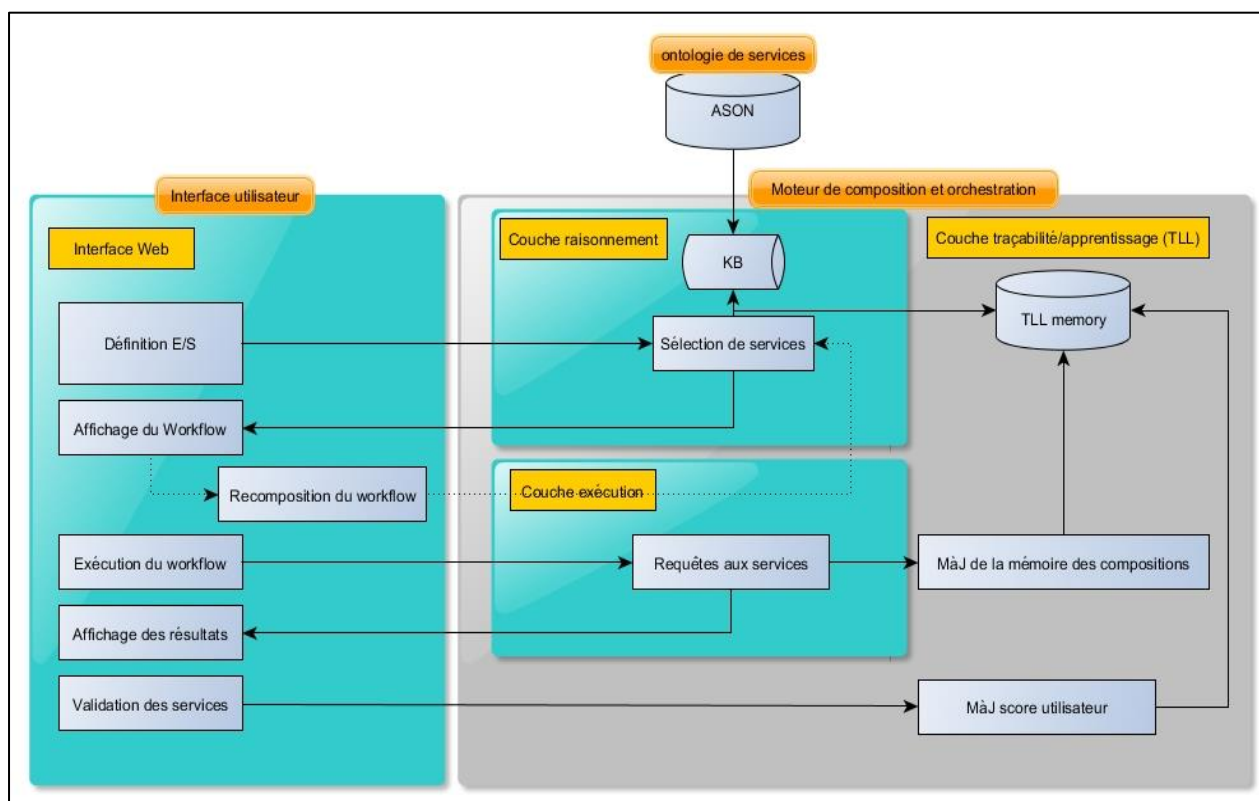 ontologie de services
ASON
Interface utilisateur
Moteur de composition et orchestration
Interface Web
Couche raisonnement
Couche traçabilité/apprentissage (TLL)
KB
TLL memory
Définition E/S
Sélection de services
Affichage du Workflow
Recomposition du workflow
Couche exécution
Exécution du workflow
Requêtes aux services
MàJ de la mémoire des compositions
Affichage des résultats
Validation des services
MàJ score utilisateur